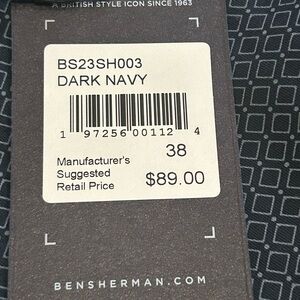 A BRITISH STYLE ICON SINCE 1963
BS23SH003
DARK NAVY
1 97256 00112 4
38
Manufacturer's
Suggested
Retail Price
$89.00
BENSHERMAN.COM